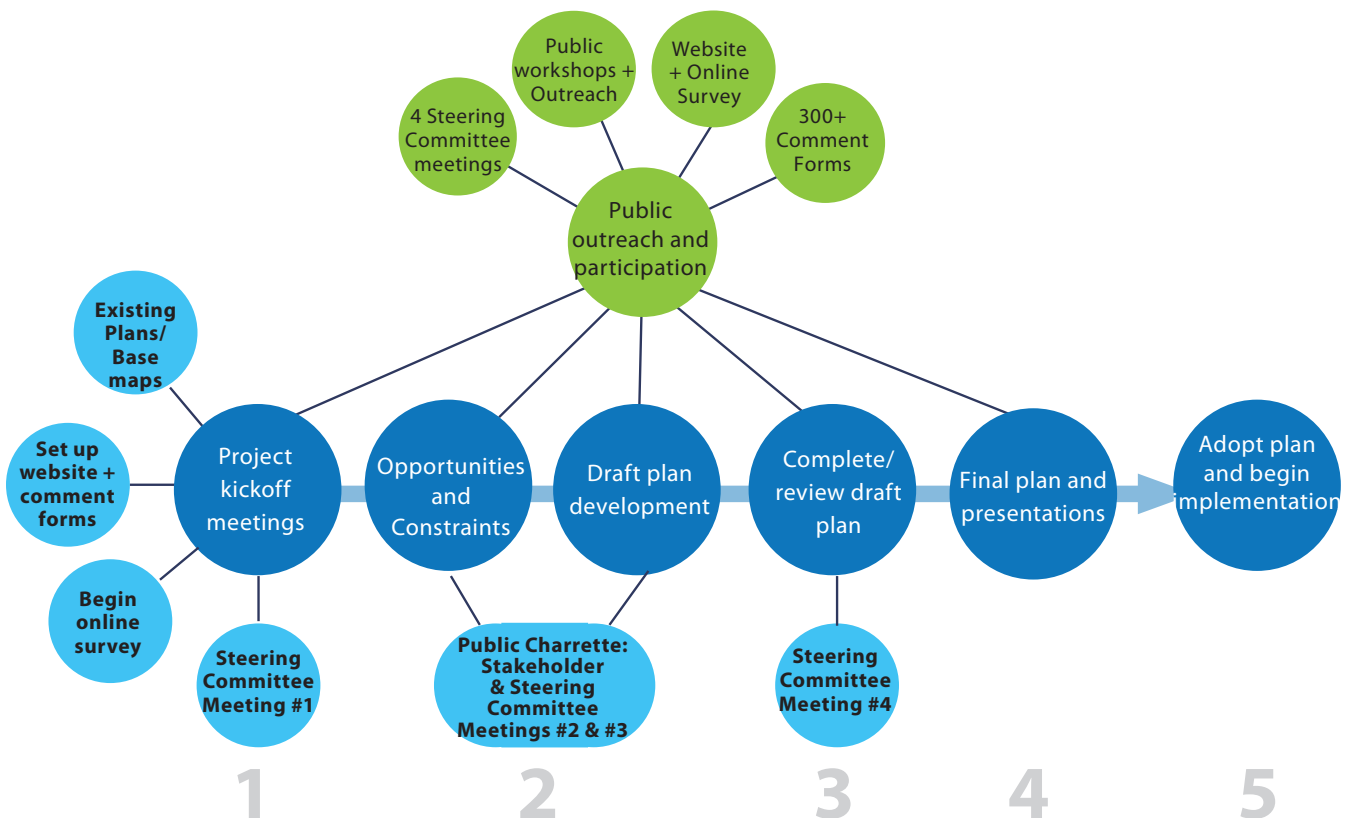 Public
workshops +
Outreach
Website
+ Online
Survey
4 Steering
Committee
meetings
300+
Comment
Forms
Public
outreach and
participation
Existing
Plans/
Base
maps
Set up
website +
comment
forms
Begin
online
survey
Project
kickoff
meetings
Opportunities
and
Constraints
Draft plan
development
Complete/
review draft
plan
Final plan and
presentations
Adopt plan
and begin
implementation
Steering
Committee
Meeting #1
Public Charrette:
Stakeholder
& Steering
Committee
Meetings #2 & #3
Steering
Committee
Meeting #4
1
2
3
4
5